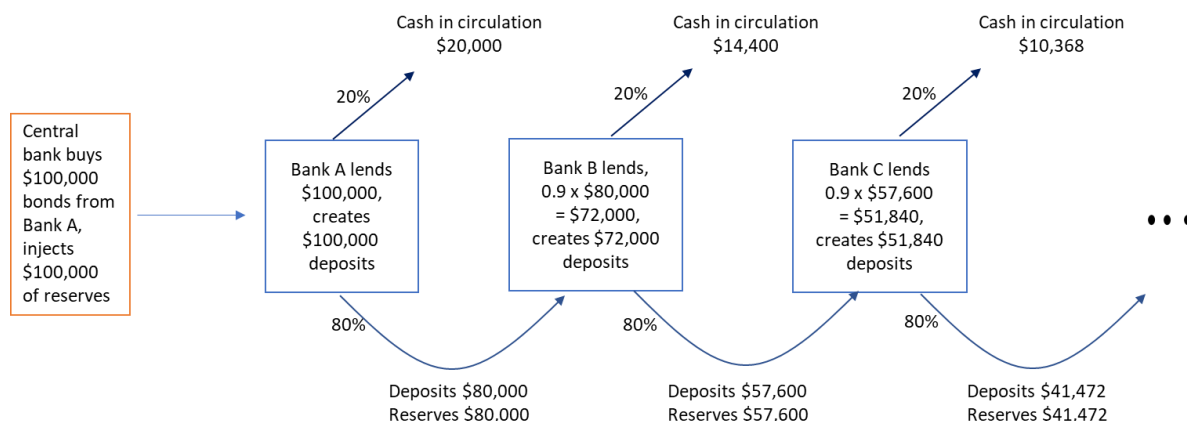 Cash in circulation
$20,000
Cash in circulation
$14,400
Cash in circulation
$10,368
20%
20%
20%
Central
bank buys
$100,000
bonds from
Bank A,
injects
$100,000
of reserves
Bank A lends
$100,000,
creates
$100,000
deposits
Bank B lends,
0.9 x $80,000
= $72,000,
creates $72,000
deposits
Bank C lends
0.9 x $57,600
= $51,840,
creates $51,840
deposits
• • •
80%
80%
80%
Deposits $80,000
Reserves $80.000
Deposits $57,600
Reserves $57.600
Deposits $41,472
Reserves $41.472